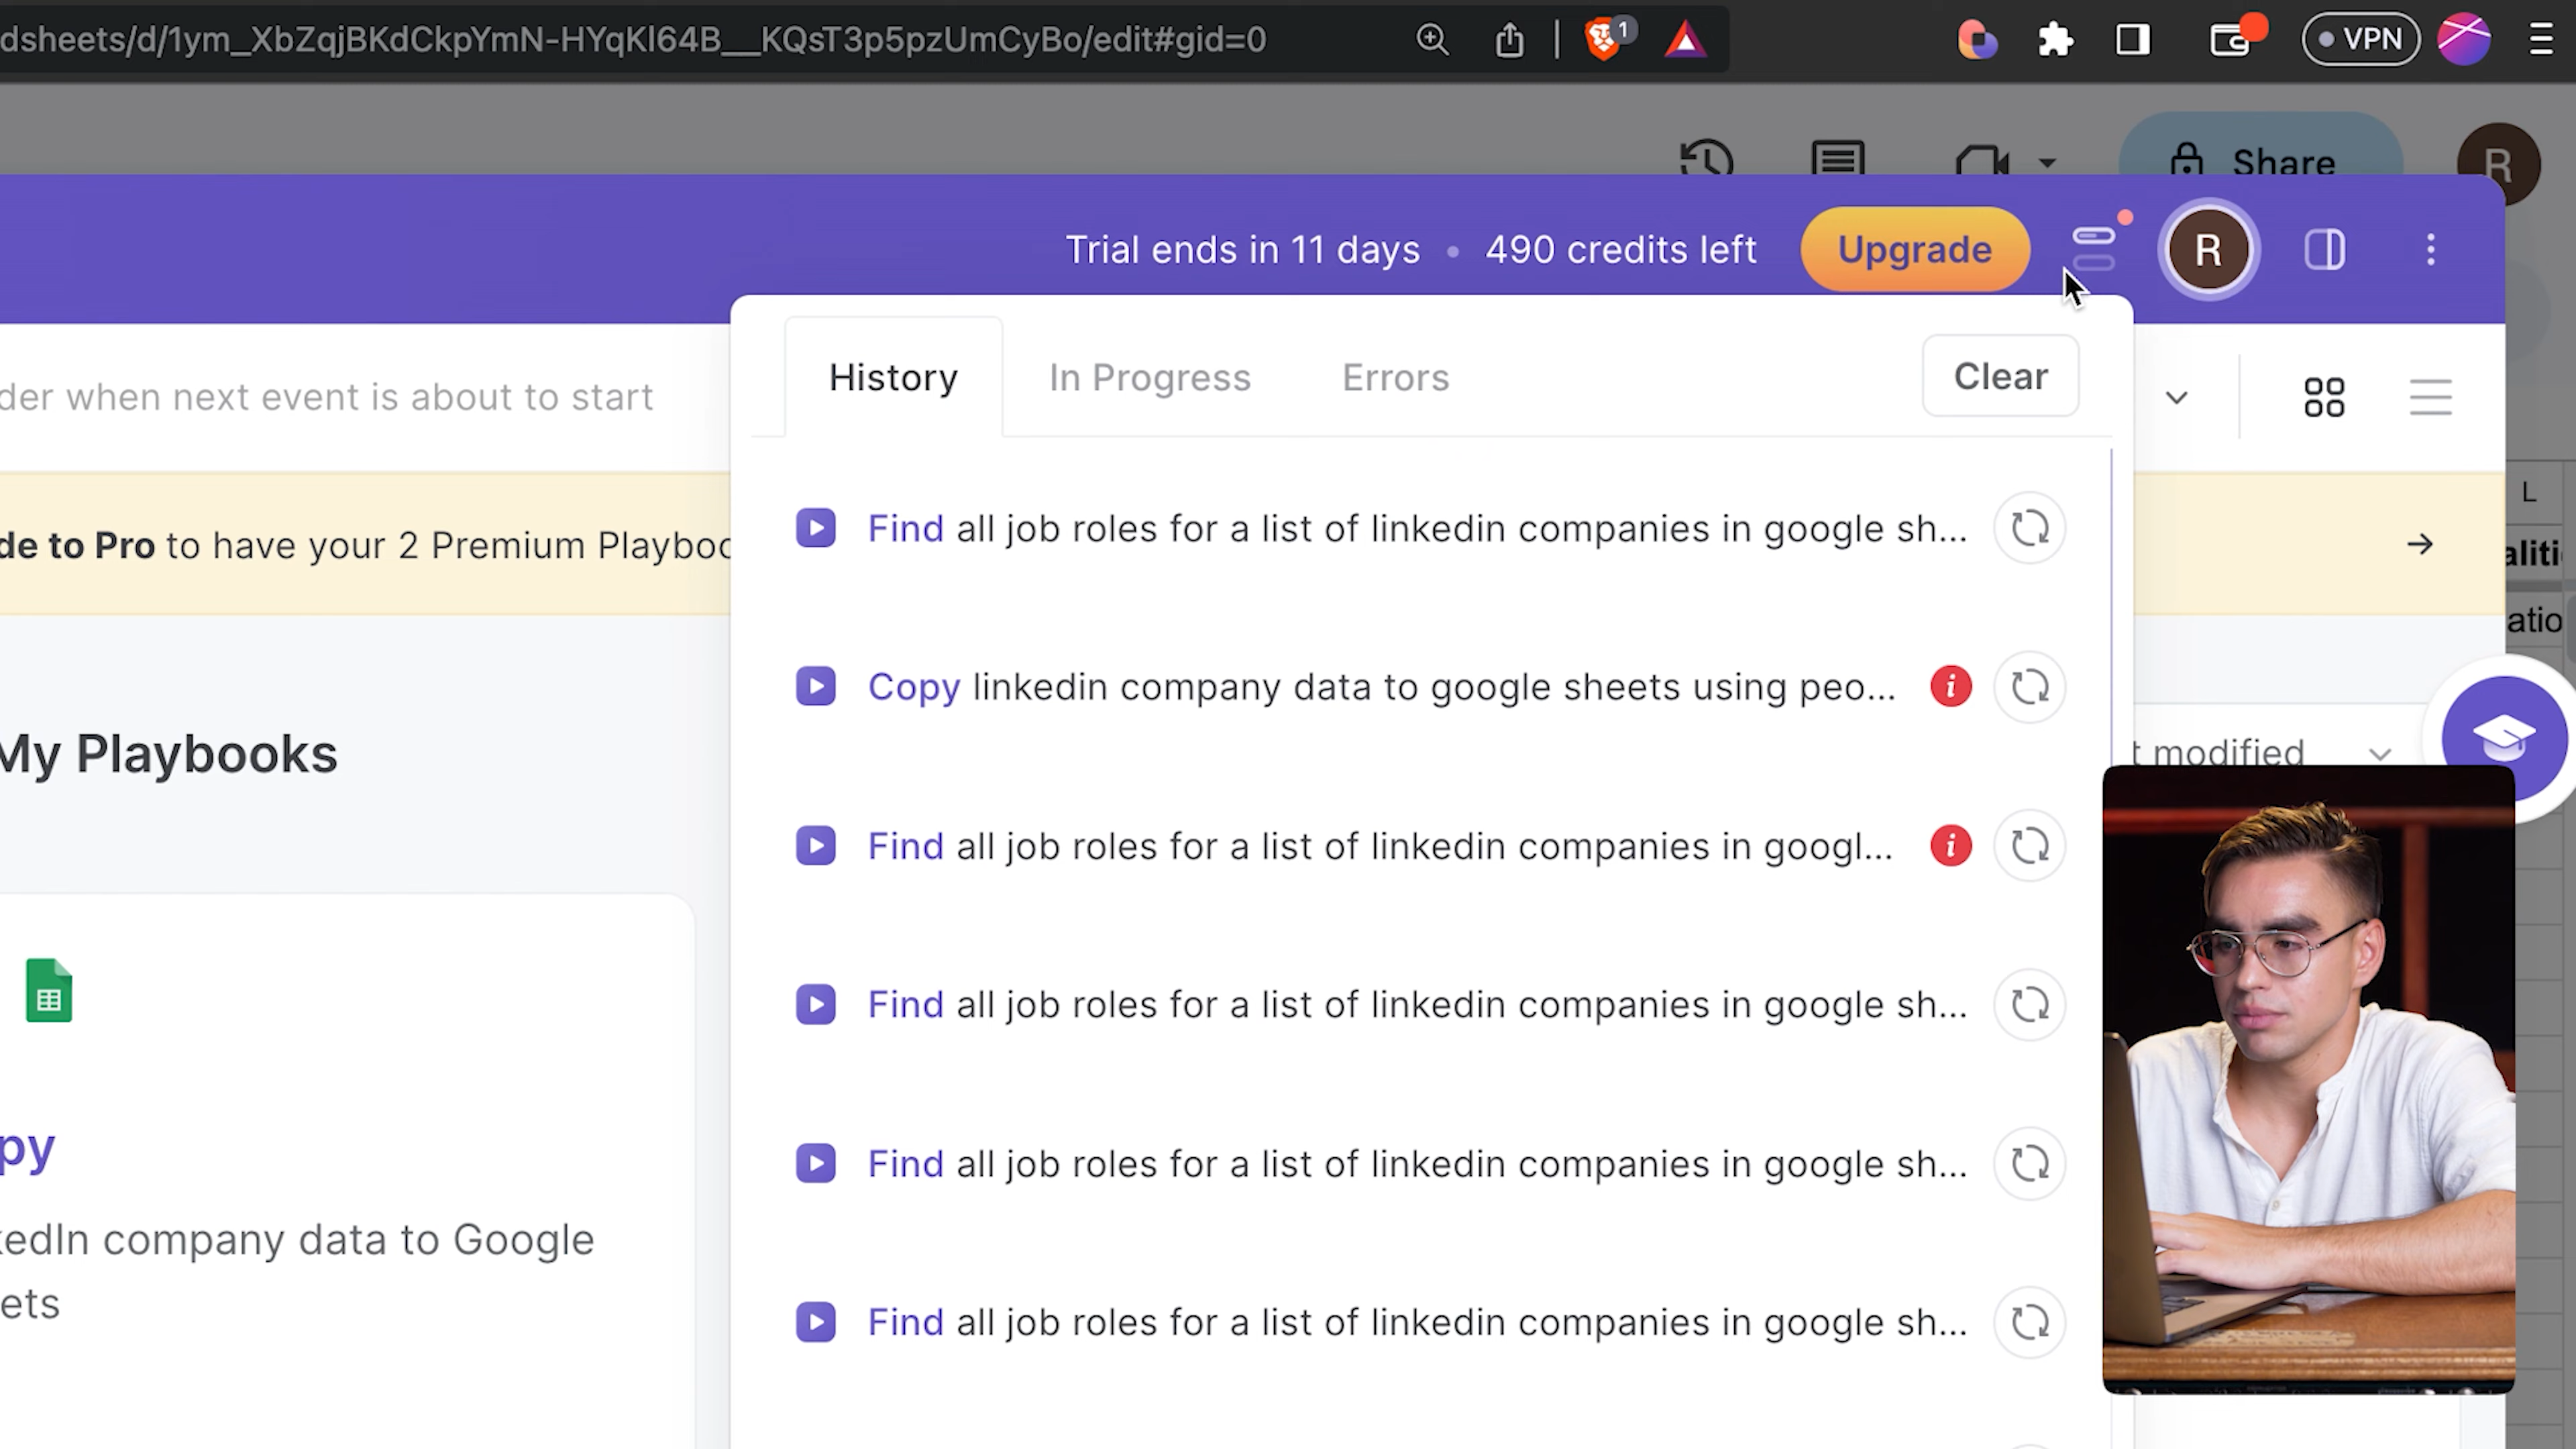 dsheets/d/1ym_XbZqjBKdCkpYmN-HYqKl64B__KQsT3p5pzUmCyBo/edit#gid=0
1
VPN
Share
R
Trial ends in 11 days • 490 credits left
Upgrade
R
der when next event is about to start
History
In Progress
Errors
Clear
L
de to Pro to have your 2 Premium Playboo
aliti
Find all job roles for a list of linkedin companies in google sh...
atio
Copy linkedin company data to google sheets using peo...
i
My Playbooks
t modified
Find all job roles for a list of linkedin companies in googl...
i
Find all job roles for a list of linkedin companies in google sh...
py
Find all job roles for a list of linkedin companies in google sh...
kedIn company data to Google
ets
Find all job roles for a list of linkedin companies in google sh...